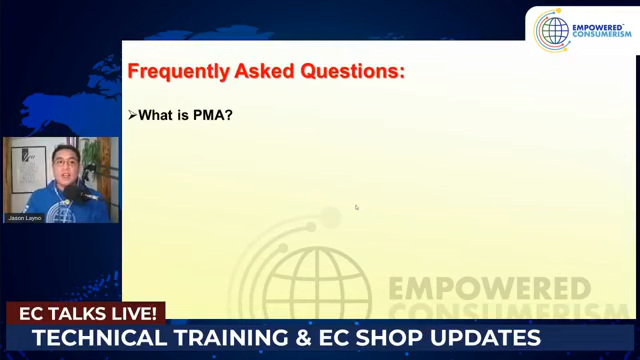 EMPOWERED
CONSUMERISM
Frequently Asked Questions:
➢What is PMA?
Jason Layno
EMPOWERED
CONSUMERISM
EC TALKS LIVE!
TECHNICAL TRAINING & EC SHOP UPDATES